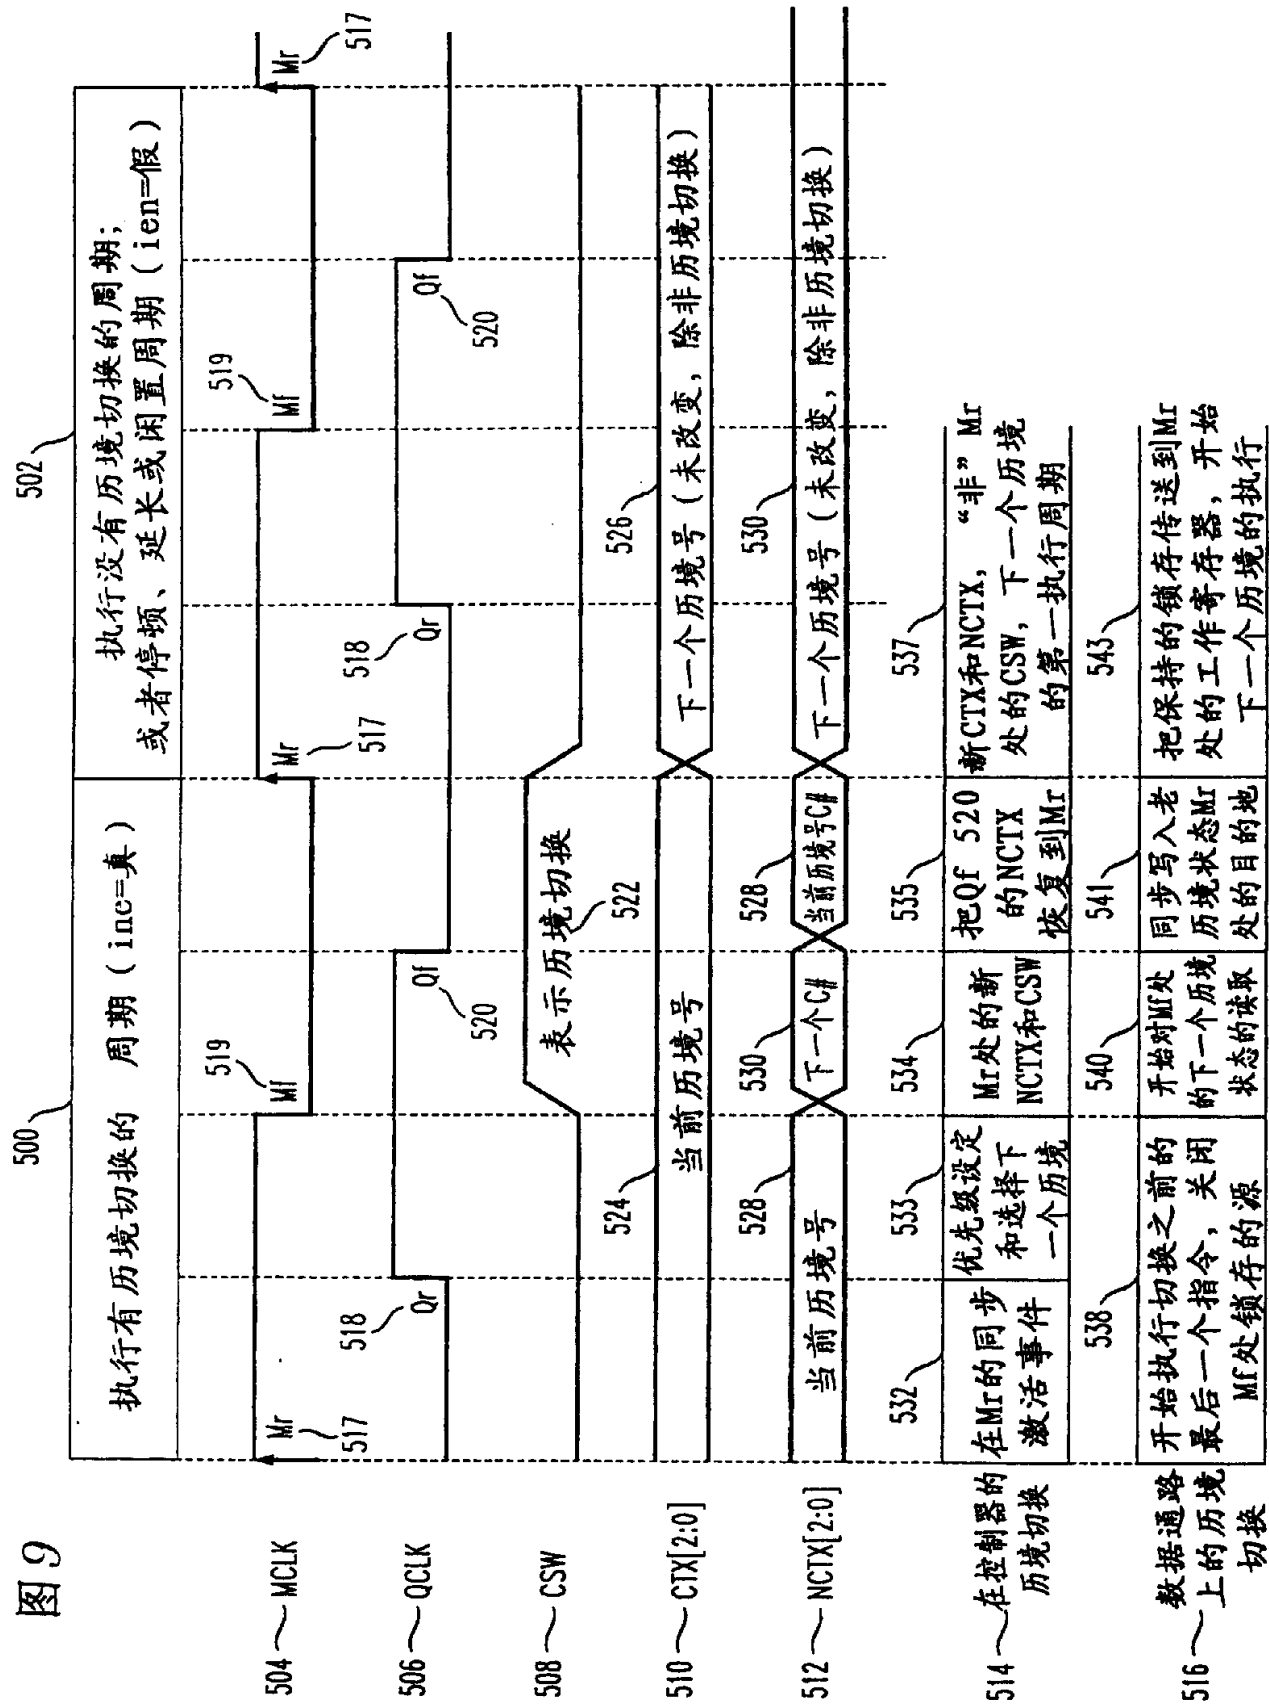 图 9
500
执行有历境切换的 周期（inc=真）
502
执行没有历境切换的周期;
或者停顿、延长或闲置周期（ien=假）
504
MCLK
Mr
517
Mf
519
Mr
517
Mf
519
Mr
517
506
QCLK
Qr
518
Qf
520
Qr
518
Qf
520
508
CSW
表示历境切换
522
510
CTX[2:0]
524
当前历境号
526
下一个历境号（未改变，除非历境切换）
512
NCTX[2:0]
528
当前历境号
530
下一个C#
528
当前历境号C#
530
下一个历境号（未改变，除非历境切换）
514
在控制器的
历境切换
532
在Mr的同步
激活事件
533
优先级设定
和选择下
一个历境
534
Mr处的新
NCTX和CSW
535
把Qf 520
的NCTX
恢复到Mr
537
新CTX和NCTX，“非”Mr
处的CSW，下一个历境
的第一执行周期
516
数据通路
上的历境
切换
538
开始执行切换之前的
最后一个指令，关闭
Mf处锁存的源
540
开始对Mf处
的下一个历境
状态的读取
541
同步写入老
历境状态Mr
处的目的地
543
把保持的锁存传送到Mr
处的工作寄存器，开始
下一个历境的执行